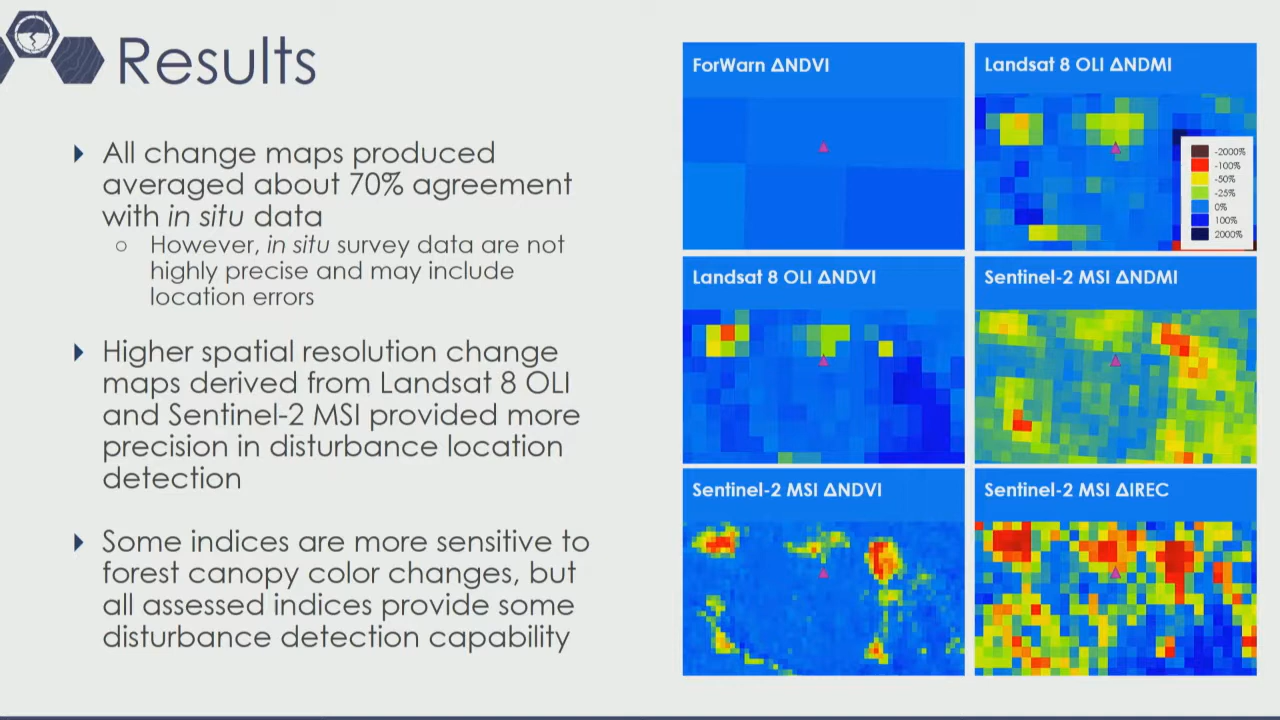 Results
All change maps produced
averaged about 70% agreement
with in situ data
However, in situ survey data are not
highly precise and may include
location errors
Higher spatial resolution change
maps derived from Landsat 8 OLI
and Sentinel-2 MSI provided more
precision in disturbance location
detection
Some indices are more sensitive to
forest canopy color changes, but
all assessed indices provide some
disturbance detection capability
ForWarn ΔNDVI
Landsat 8 OLI ΔNDMI
-2000%
-100%
-50%
-25%
0%
100%
2000%
Landsat 8 OLI ΔNDVI
Sentinel-2 MSI ΔNDMI
Sentinel-2 MSI ΔNDVI
Sentinel-2 MSI ΔIREC